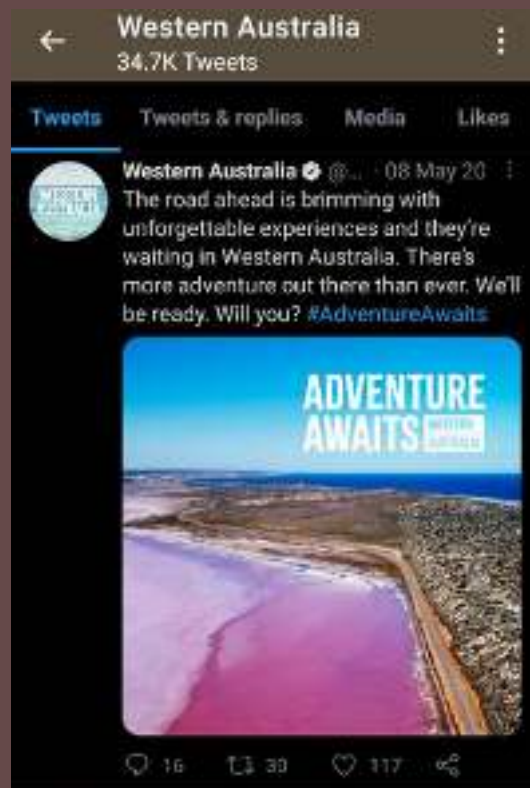 Western Australia
34.7K Tweets
Tweets Tweets & replies Media Likes
Western Australia @... · 08 May 20
The road ahead is brimming with
unforgettable experiences and they're
waiting in Western Australia. There's
more adventure out there than ever. We'll
be ready. Will you? #AdventureAwaits
ADVENTURE
AWAITS
16 30 117